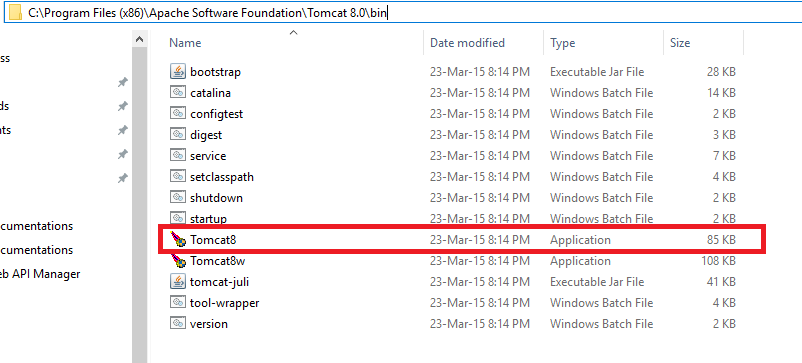 C:\Program Files (x86)\Apache Software Foundation\Tomcat 8.0\bin
Name Date modified Type Size
ss
bootstrap 23-Mar-15 8:14 PM Executable Jar File 28 KB
catalina 23-Mar-15 8:14 PM Windows Batch File 14 KB
ds
configtest 23-Mar-15 8:14 PM Windows Batch File 2 KB
nts
digest 23-Mar-15 8:14 PM Windows Batch File 3 KB
service 23-Mar-15 8:14 PM Windows Batch File 7 KB
setclasspath 23-Mar-15 8:14 PM Windows Batch File 4 KB
shutdown 23-Mar-15 8:14 PM Windows Batch File 2 KB
startup 23-Mar-15 8:14 PM Windows Batch File 2 KB
ocumentations
Tomcat8 23-Mar-15 8:14 PM Application 85 KB
ocumentations
Tomcat8w 23-Mar-15 8:14 PM Application 108 KB
eb API Manager
tomcat-juli 23-Mar-15 8:14 PM Executable Jar File 41 KB
tool-wrapper 23-Mar-15 8:14 PM Windows Batch File 4 KB
version 23-Mar-15 8:14 PM Windows Batch File 2 KB